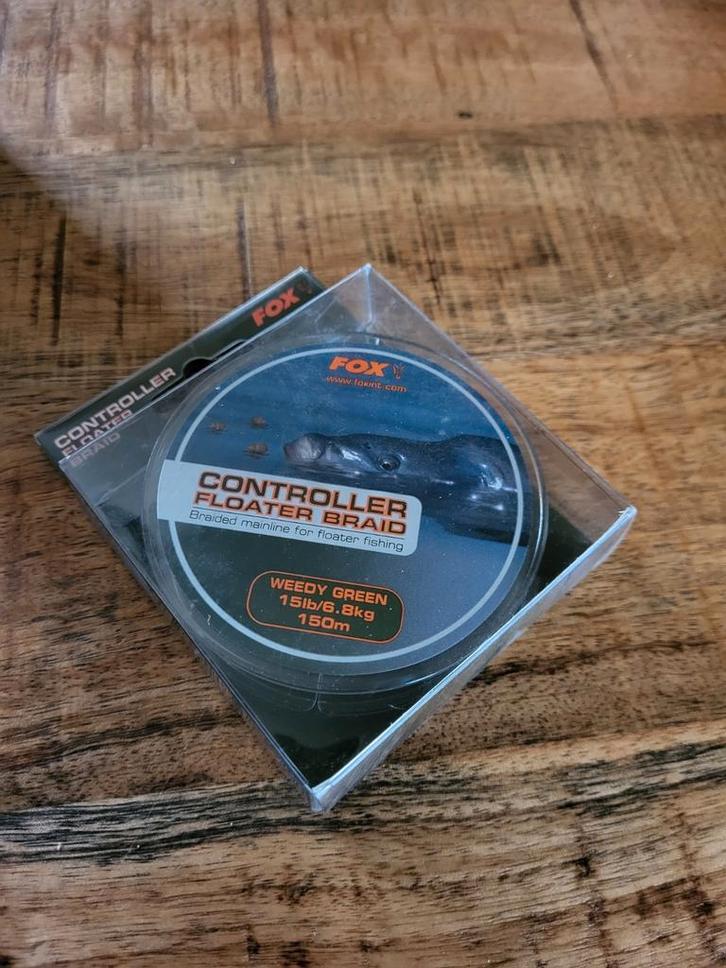 FOX
CONTROLLER
FLOATER
BRAID
FOX
www.foxint.com
CONTROLLER
FLOATER BRAID
Braided mainline for floater fishing
WEEDY GREEN
15lb/6.8kg
150m